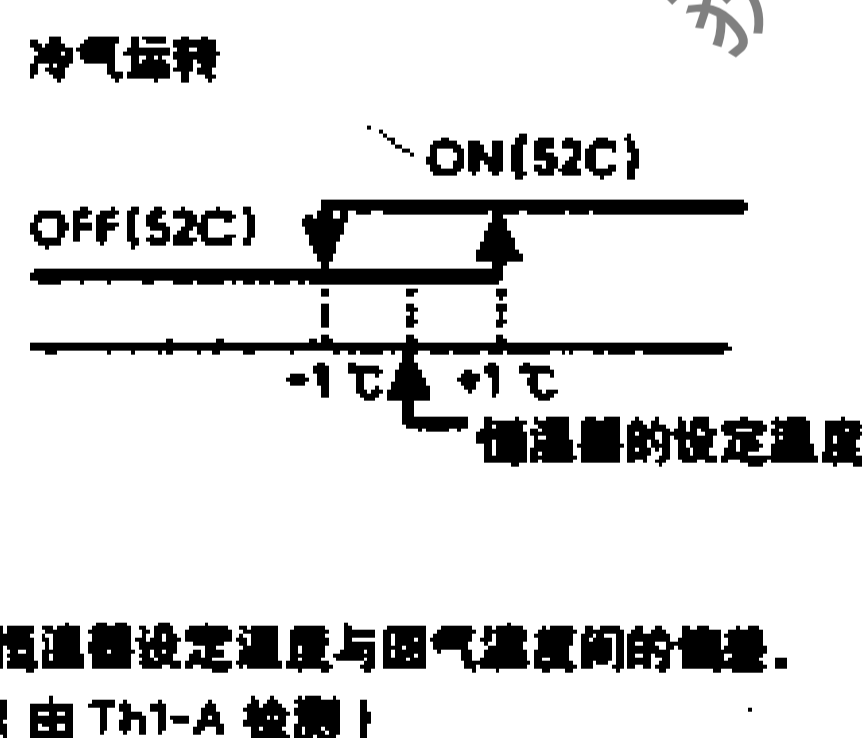 冷气运转
ON(52C)
OFF(52C)
-1 ℃ +1 ℃
恒温器的设定温度
恒温器设定温度与回气温度间的偏差.
由 Th1-A 检测)